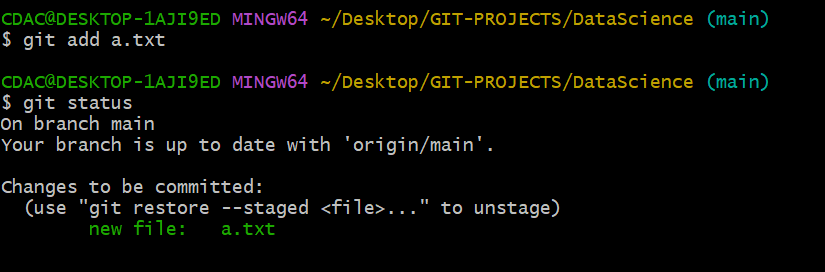 CDAC@DESKTOP-1AJI9ED MINGW64 ~/Desktop/GIT-PROJECTS/DataScience (main)
$ git add a.txt
CDAC@DESKTOP-1AJI9ED MINGW64 ~/Desktop/GIT-PROJECTS/DataScience (main)
$ git status
On branch main
Your branch is up to date with 'origin/main'.
Changes to be committed:
  (use "git restore --staged <file>..." to unstage)
        new file:   a.txt